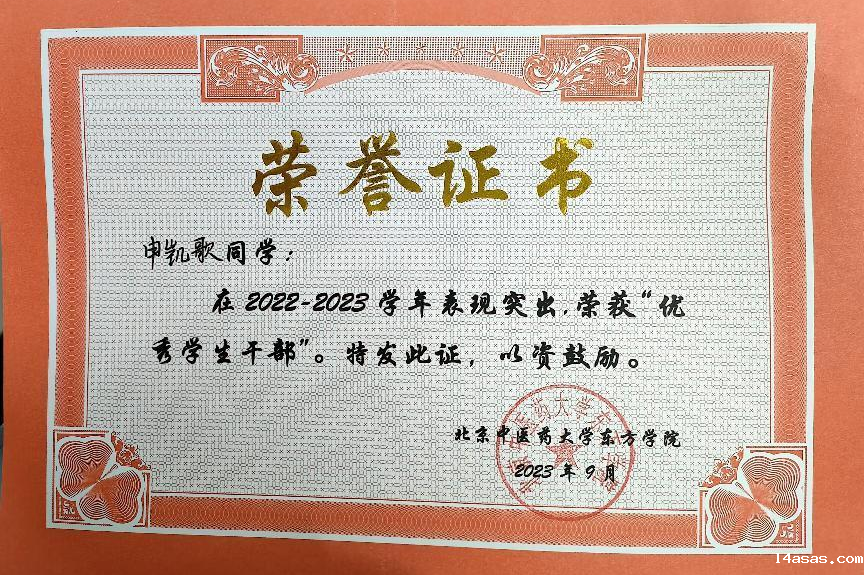 荣誉证书
申凯歌同学：
在2022-2023学年表现突出,荣获“优
秀学生干部”。特发此证，以资鼓励。
北京中医药大学东方学院
2023年9月
14asas.com